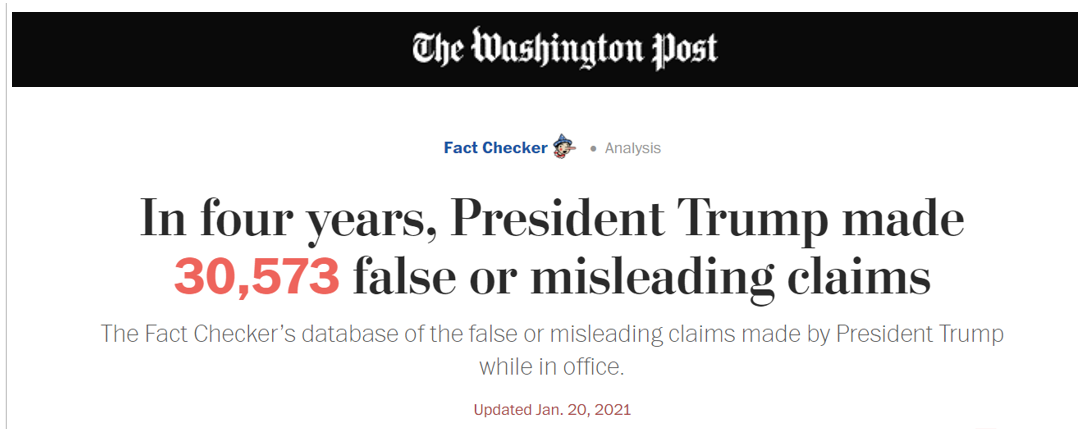 The Washington Post
Fact Checker • Analysis
In four years, President Trump made
30,573 false or misleading claims
The Fact Checker’s database of the false or misleading claims made by President Trump
while in office.
Updated Jan. 20, 2021